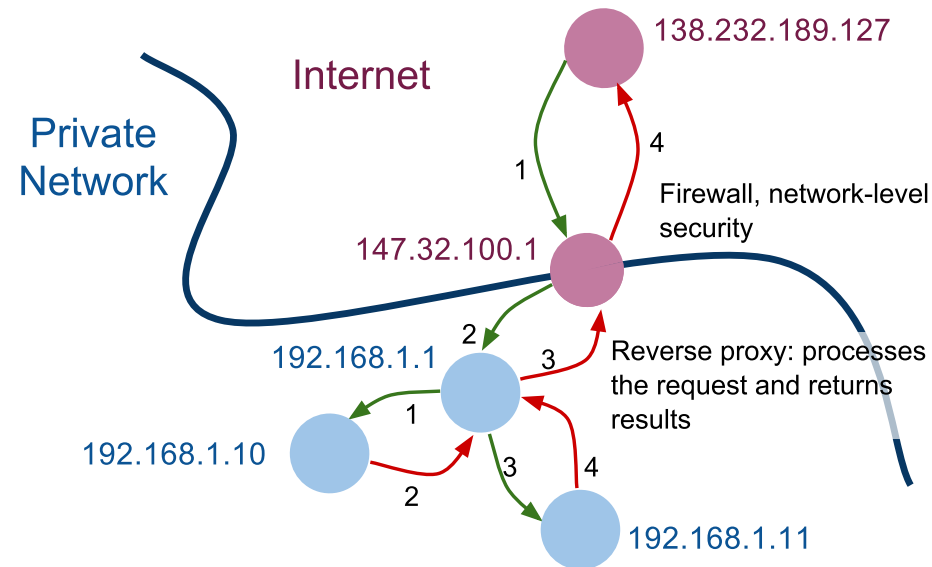 138.232.189.127
Internet
Private
Network
4
1
Firewall, network-level
security
147.32.100.1
2
192.168.1.1
3
Reverse proxy: processes
the request and returns
results
1
192.168.1.10
3
4
2
192.168.1.11